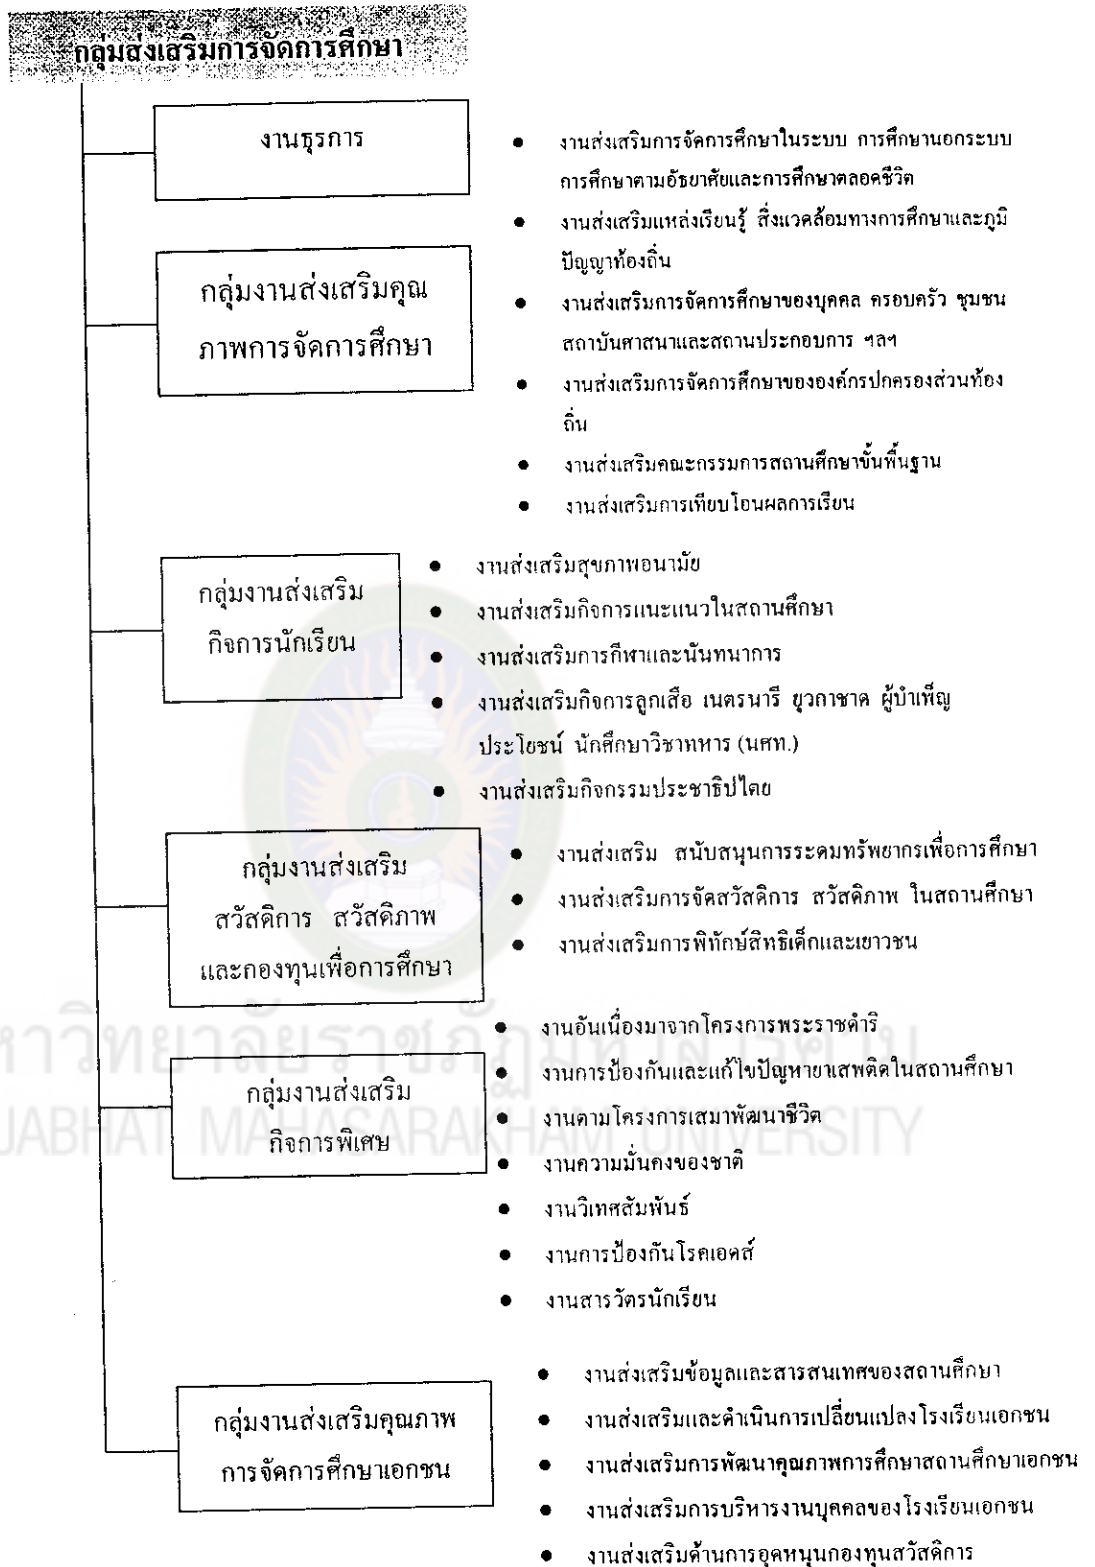 กลุ่มส่งเสริมการจัดการศึกษา
งานธุรการ
● งานส่งเสริมการจัดการศึกษาในระบบ การศึกษานอกระบบ
การศึกษาตามอัธยาศัยและการศึกษาตลอดชีวิต
● งานส่งเสริมแหล่งเรียนรู้ สิ่งแวดล้อมทางการศึกษาและภูมิ
ปัญญาท้องถิ่น
กลุ่มงานส่งเสริมคุณ
ภาพการจัดการศึกษา
● งานส่งเสริมการจัดการศึกษาของบุคคล ครอบครัว ชุมชน
สถาบันศาสนาและสถานประกอบการ ฯลฯ
● งานส่งเสริมการจัดการศึกษาขององค์กรปกครองส่วนท้อง
ถิ่น
● งานส่งเสริมคณะกรรมการสถานศึกษาขั้นพื้นฐาน
● งานส่งเสริมการเทียบโอนผลการเรียน
กลุ่มงานส่งเสริม
กิจการนักเรียน
● งานส่งเสริมสุขภาพอนามัย
● งานส่งเสริมกิจการแนะแนวในสถานศึกษา
● งานส่งเสริมการกีฬาและนันทนาการ
● งานส่งเสริมกิจการลูกเสือ เนตรนารี ยุวกาชาด ผู้บำเพ็ญ
ประโยชน์ นักศึกษาวิชาทหาร (นศท.)
● งานส่งเสริมกิจกรรมประชาธิปไตย
กลุ่มงานส่งเสริม
สวัสดิการ สวัสดิภาพ
และกองทุนเพื่อการศึกษา
● งานส่งเสริม สนับสนุนการระดมทรัพยากรเพื่อการศึกษา
● งานส่งเสริมการจัดสวัสดิการ สวัสดิภาพ ในสถานศึกษา
● งานส่งเสริมการพิทักษ์สิทธิเด็กและเยาวชน
กลุ่มงานส่งเสริม
กิจการพิเศษ
● งานอันเนื่องมาจากโครงการพระราชดำริ
● งานการป้องกันและแก้ไขปัญหายาเสพติดในสถานศึกษา
● งานตามโครงการเสมาพัฒนาชีวิต
● งานความมั่นคงของชาติ
● งานวิเทศสัมพันธ์
● งานการป้องกันโรคเอดส์
● งานสารวัตรนักเรียน
กลุ่มงานส่งเสริมคุณภาพ
การจัดการศึกษาเอกชน
● งานส่งเสริมข้อมูลและสารสนเทศของสถานศึกษา
● งานส่งเสริมและดำเนินการเปลี่ยนแปลงโรงเรียนเอกชน
● งานส่งเสริมการพัฒนาคุณภาพการศึกษาสถานศึกษาเอกชน
● งานส่งเสริมการบริหารงานบุคคลของโรงเรียนเอกชน
● งานส่งเสริมด้านการอุดหนุนกองทุนสวัสดิการ
หาวิทยาลัยราชภัฏมหาสารคาม
JABHAT MAHASARAKHAM UNIVERSITY